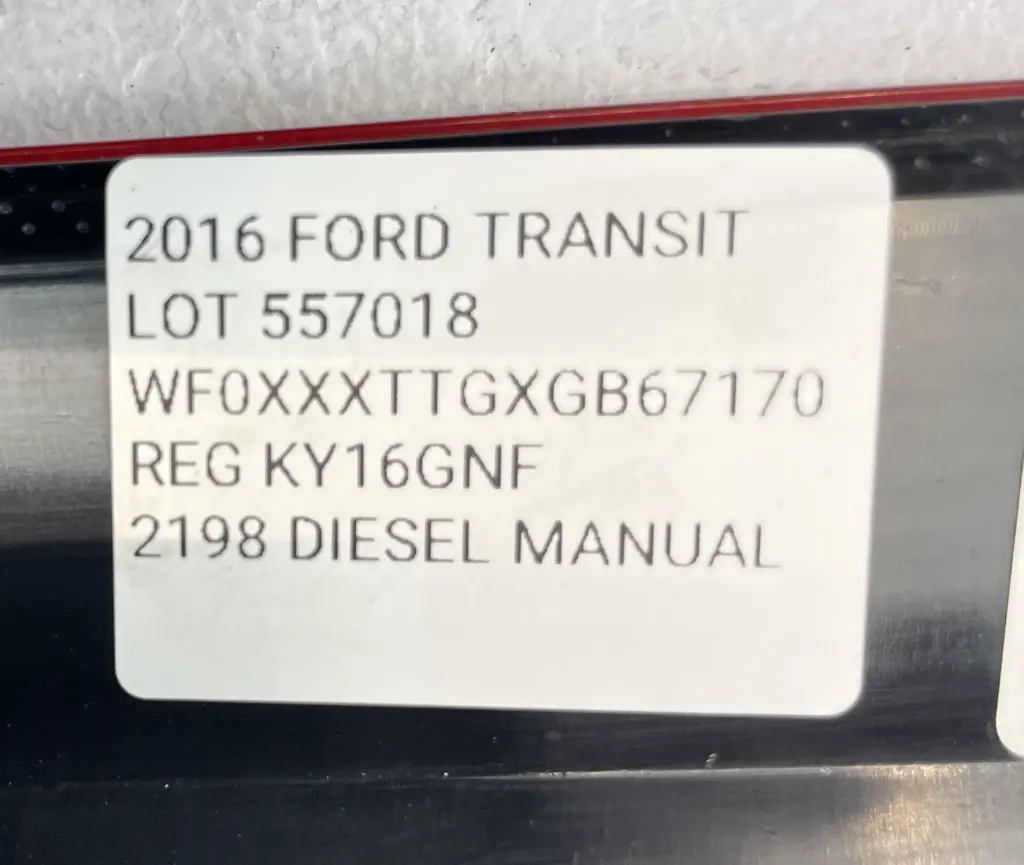 2016 FORD TRANSIT
LOT 557018
WF0XXXTTGXGB67170
REG KY16GNF
2198 DIESEL MANUAL